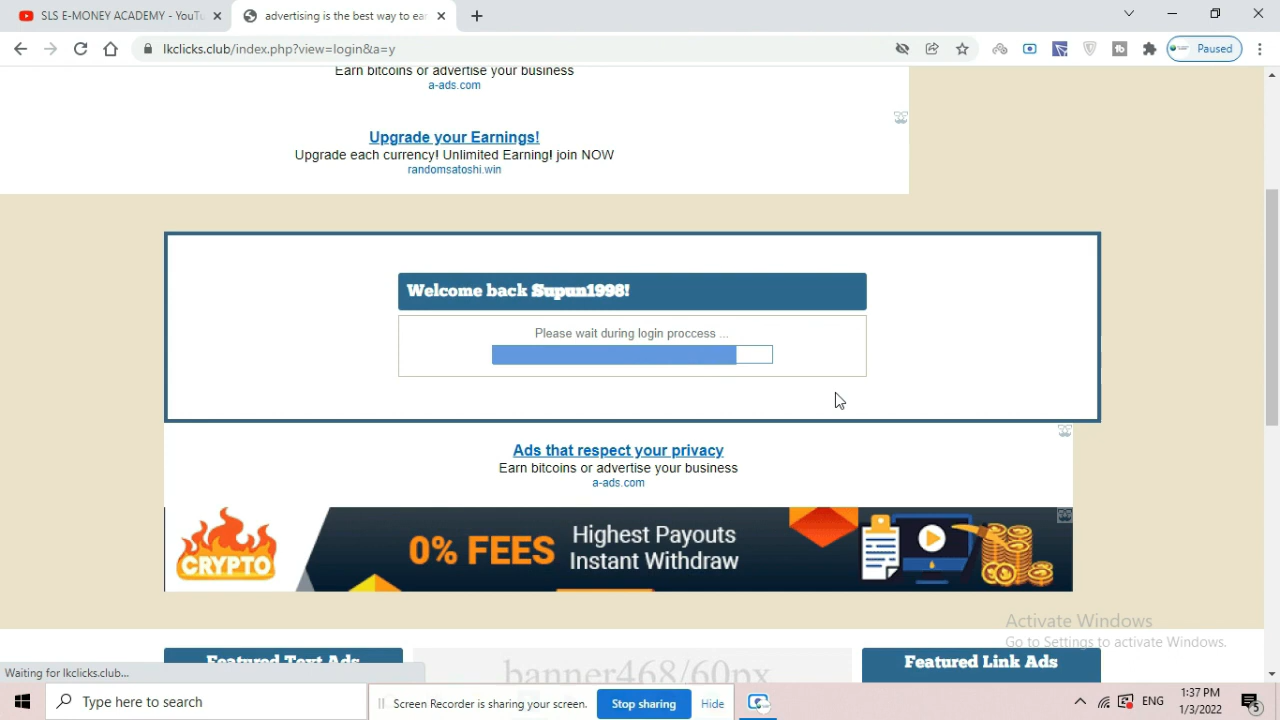 SLS E-MONEY ACADEMY - YouTu
advertising is the best way to ear
lkclicks.club/index.php?view=login&a=y
Paused
Earn bitcoins or advertise your business
a-ads.com
Upgrade your Earnings!
Upgrade each currency! Unlimited Earning! join NOW
randomsatoshi.win
Welcome back Supun1998!
Please wait during login proccess ...
Ads that respect your privacy
Earn bitcoins or advertise your business
a-ads.com
CRYPTO
0% FEES
Highest Payouts
Instant Withdraw
Activate Windows
Go to Settings to activate Windows.
Featured Text Ads
banner468/60px
Featured Link Ads
Waiting for lkclicks.club...
Type here to search
Screen Recorder is sharing your screen.
Stop sharing
Hide
ENG
1:37 PM
1/3/2022
5